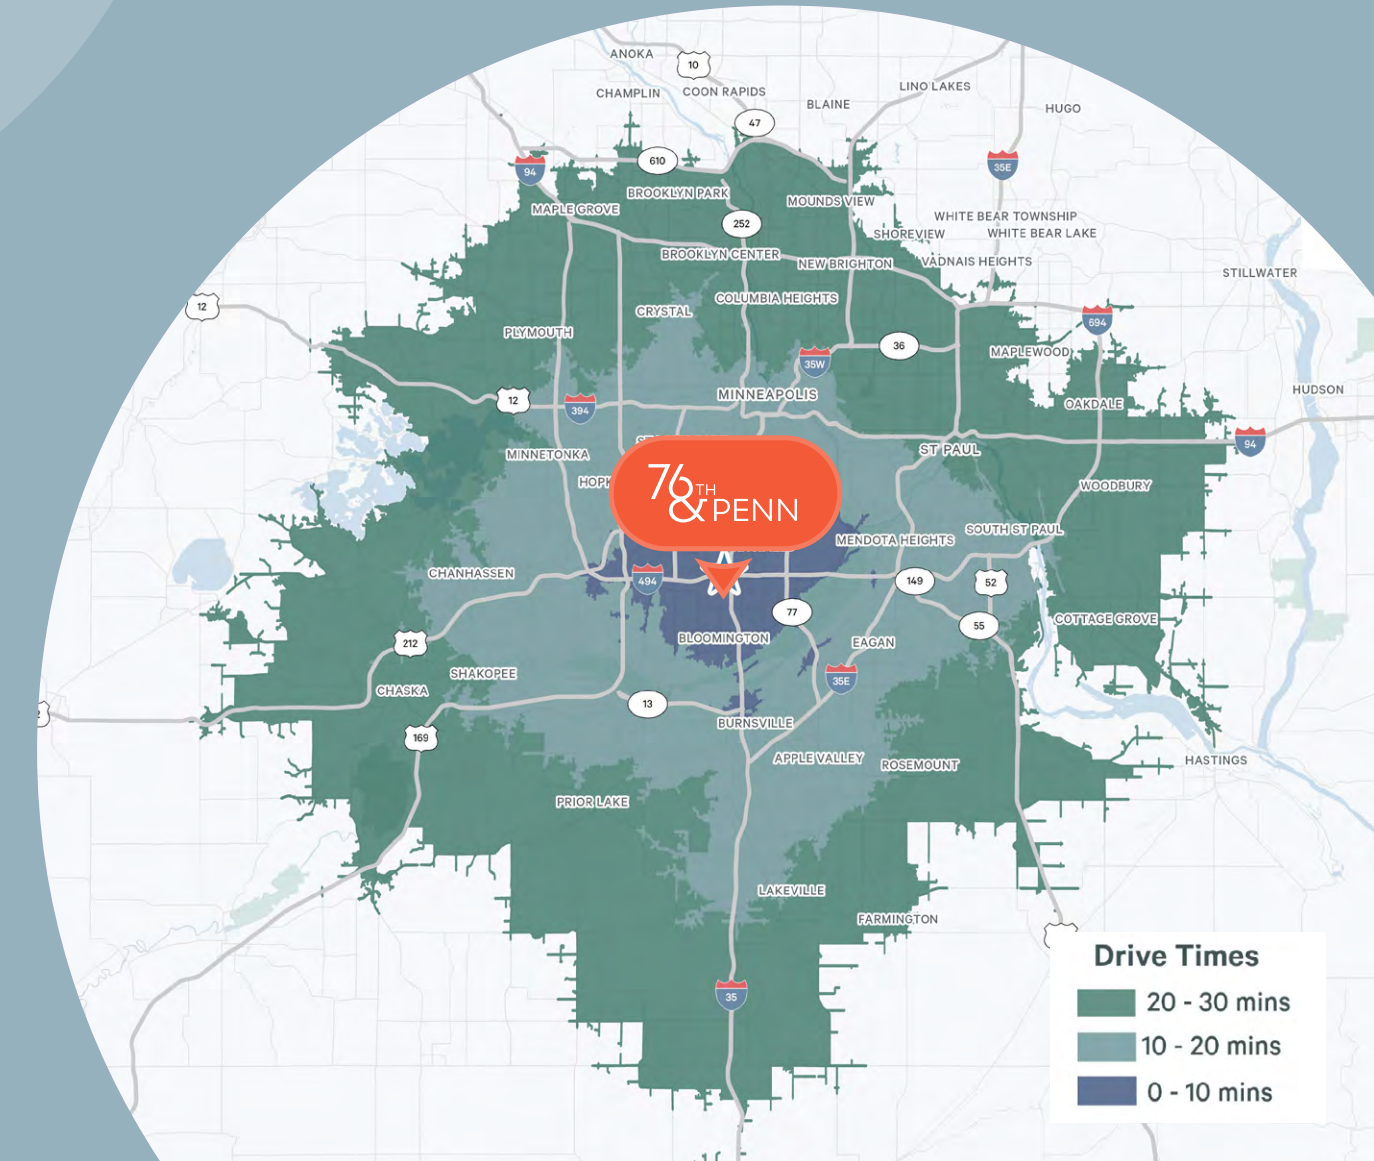 ANOKA
10
CHAMPLIN
COON RAPIDS
LINO LAKES
BLAINE
HUGO
47
610
94
35E
BROOKLYN PARK
MAPLE GROVE
MOUNDS VIEW
252
WHITE BEAR TOWNSHIP
WHITE BEAR LAKE
SHOREVIEW
BROOKLYN CENTER
NEW BRIGHTON
VADNAIS HEIGHTS
STILLWATER
12
COLUMBIA HEIGHTS
CRYSTAL
694
PLYMOUTH
36
MAPLEWOOD
35W
HUDSON
12
394
MINNEAPOLIS
OAKDALE
94
MINNETONKA
ST PAUL
HOPK
WOODBURY
76TH
&PENN
SOUTH ST PAUL
MENDOTA HEIGHTS
CHANHASSEN
494
149
52
77
55
COTTAGE GROVE
212
BLOOMINGTON
EAGAN
SHAKOPEE
35E
CHASKA
13
BURNSVILLE
169
APPLE VALLEY
ROSEMOUNT
HASTINGS
PRIOR LAKE
LAKEVILLE
FARMINGTON
35
Drive Times
20 - 30 mins
10 - 20 mins
0 - 10 mins